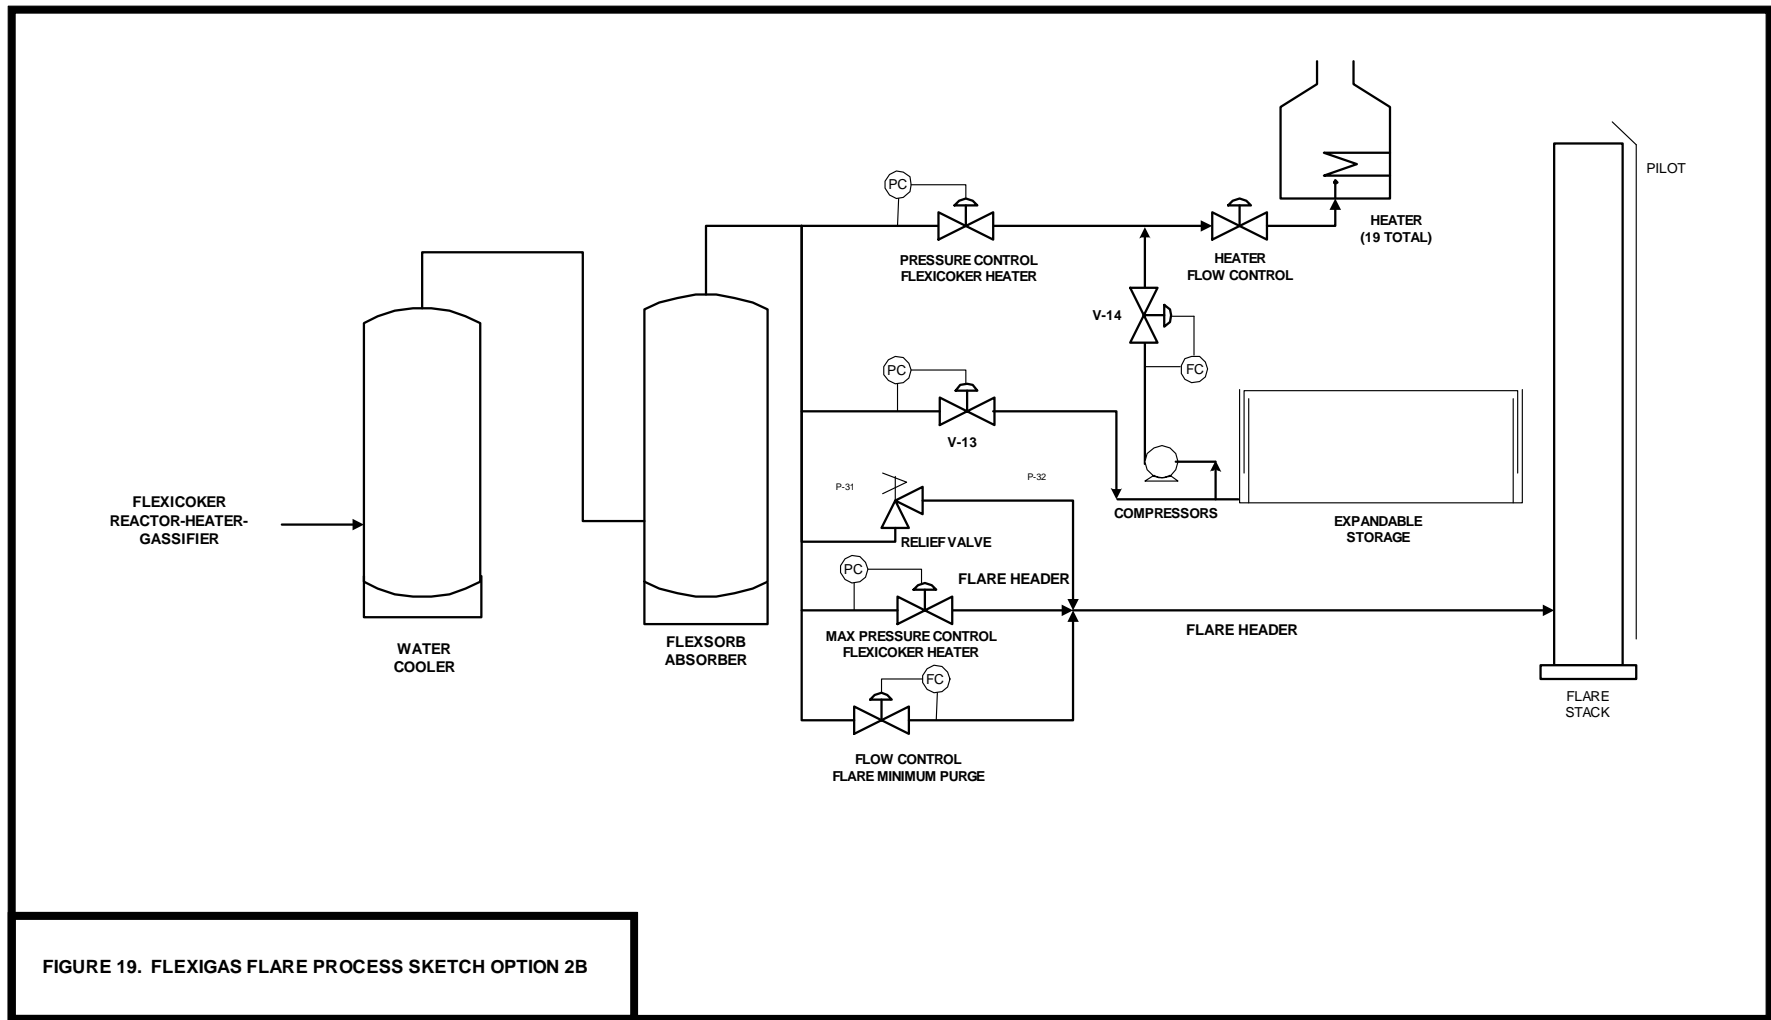 PILOT
PC
HEATER
(19 TOTAL)
PRESSURE CONTROL
FLEXICOKER HEATER
HEATER
FLOW CONTROL
V-14
PC
FC
V-13
P-31
P-32
FLEXICOKER
REACTOR-HEATER-
GASSIFIER
COMPRESSORS
EXPANDABLE
STORAGE
RELIEF VALVE
PC
FLARE HEADER
MAX PRESSURE CONTROL
FLEXICOKER HEATER
FLARE HEADER
WATER
COOLER
FLEXSORB
ABSORBER
FC
FLARE
STACK
FLOW CONTROL
FLARE MINIMUM PURGE
FIGURE 19. FLEXIGAS FLARE PROCESS SKETCH OPTION 2B